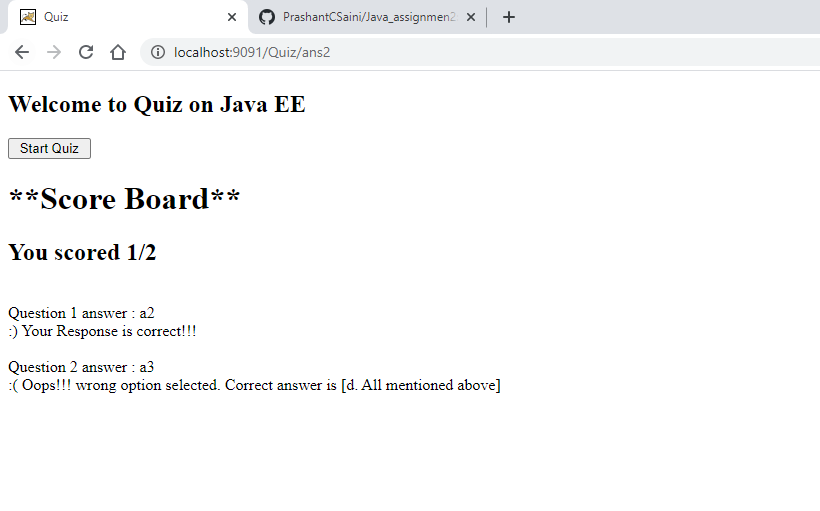 Quiz
PrashantCSaini/Java_assignmen2
localhost:9091/Quiz/ans2
Welcome to Quiz on Java EE
Start Quiz
**Score Board**
You scored 1/2
Question 1 answer : a2
:) Your Response is correct!!!
Question 2 answer : a3
:( Oops!!! wrong option selected. Correct answer is [d. All mentioned above]